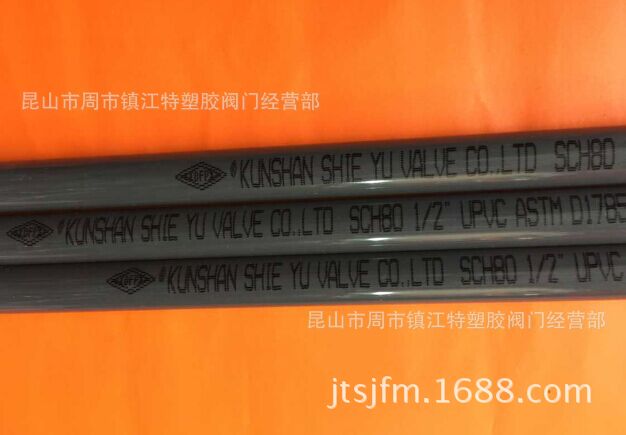 昆山市周市镇江特塑胶阀门经营部
KUNSHAN SHIE YU VALVE CO.,LTD SCH80
KUNSHAN SHIE YU VALVE CO.,LTD SCH80 1/2" UPVC ASTM D1785
KUNSHAN SHIE YU VALVE CO.,LTD SCH80 1/2" UPVC
昆山市周市镇江特塑胶阀门经营部
jtsjfm.1688.com